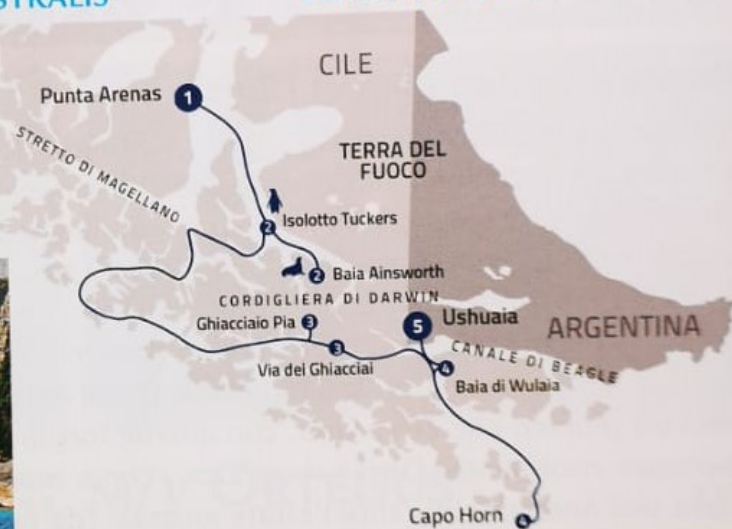 CILE
Punta Arenas 1
STRETTO DI MAGELLANO
TERRA DEL
FUOCO
2 Isolotto Tuckers
2 Baia Ainsworth
CORDIGLIERA DI DARWIN
Ghiacciaio Pia 3
3
Via dei Ghiacciai
5 Ushuaia
ARGENTINA
CANALE DI BEAGLE
4
Baia di Wulaia
Capo Horn 4